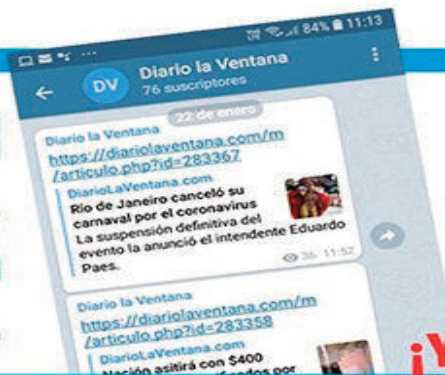 84% 11:13
DV
Diario la Ventana
76 suscriptores
22 de enero
Diario la Ventana
https://diariolaventana.com/m
/articulo.php?id=283367
DiarioLaVentana.com
Rio de Janeiro canceló su
carnaval por el coronavirus
La suspensión definitiva del
evento la anunció el intendente Eduardo
Paes.
36 11:52
Diario la Ventana
https://diariolaventana.com/m
/articulo.php?id=283358
DiarioLaVentana.com
Nación asitirá con $400
por
¡Y